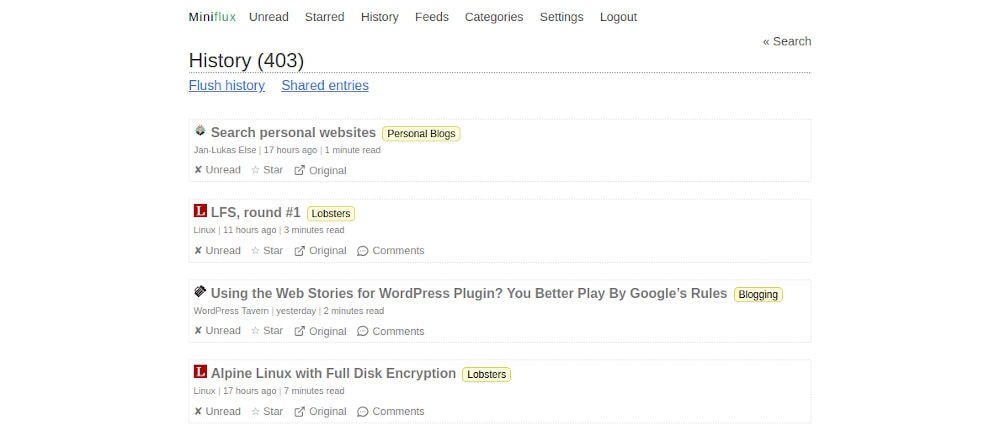 Miniflux Unread Starred History Feeds Categories Settings Logout
« Search
History (403)
Flush history Shared entries
Search personal websites Personal Blogs
Jan-Lukas Else | 17 hours ago | 1 minute read
✘ Unread ☆ Star Original
L LFS, round #1 Lobsters
Linux | 11 hours ago | 3 minutes read
✘ Unread ☆ Star Original Comments
Using the Web Stories for WordPress Plugin? You Better Play By Google’s Rules Blogging
WordPress Tavern | yesterday | 2 minutes read
✘ Unread ☆ Star Original Comments
L Alpine Linux with Full Disk Encryption Lobsters
Linux | 17 hours ago | 7 minutes read
✘ Unread ☆ Star Original Comments